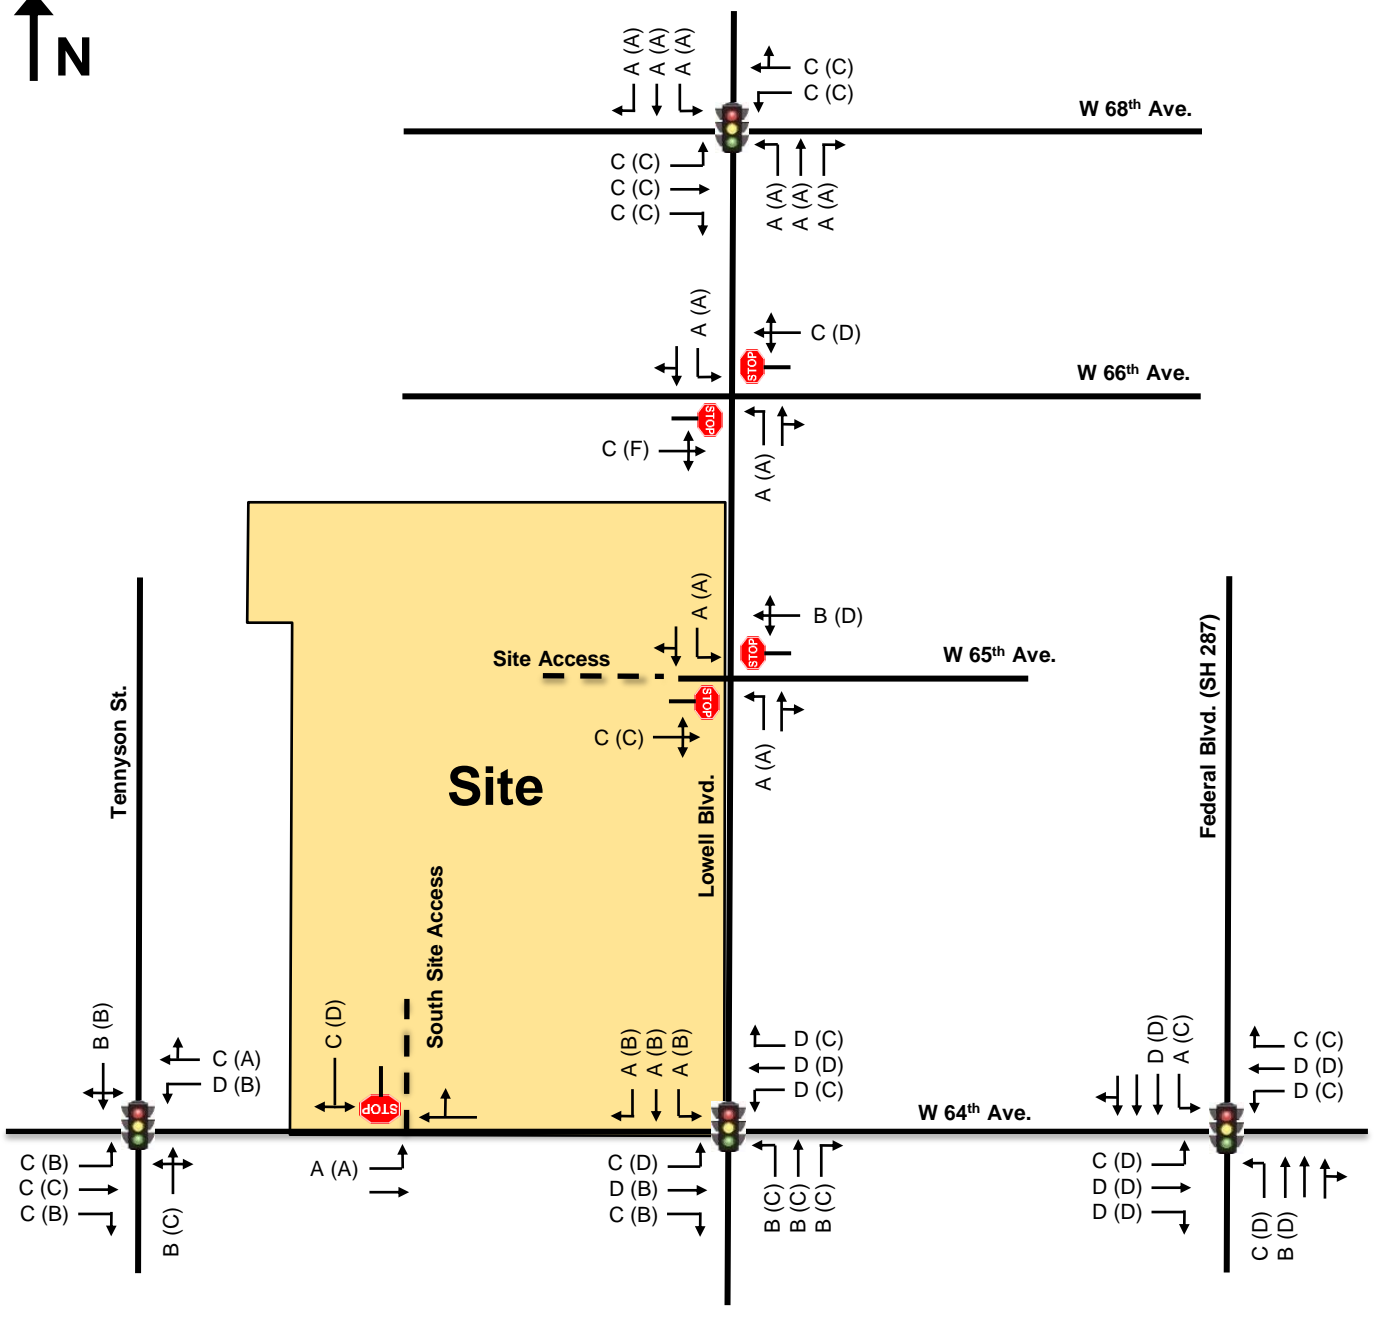 N
A (A)
A (A)
A (A)
C (C)
C (C)
W 68th Ave.
C (C)
C (C)
C (C)
A (A)
A (A)
A (A)
A (A)
C (D)
STOP
W 66th Ave.
STOP
C (F)
A (A)
A (A)
B (D)
STOP
Site Access
W 65th Ave.
STOP
C (C)
A (A)
Site
Tennyson St.
Lowell Blvd.
Federal Blvd. (SH 287)
South Site Access
B (B)
C (A)
D (B)
C (D)
STOP
A (B)
A (B)
A (B)
D (C)
D (D)
D (C)
W 64th Ave.
D (D)
A (C)
C (C)
D (D)
D (C)
C (B)
C (C)
C (B)
B (C)
A (A)
C (D)
D (B)
C (B)
B (C)
B (C)
B (C)
C (D)
D (D)
D (D)
C (D)
B (D)